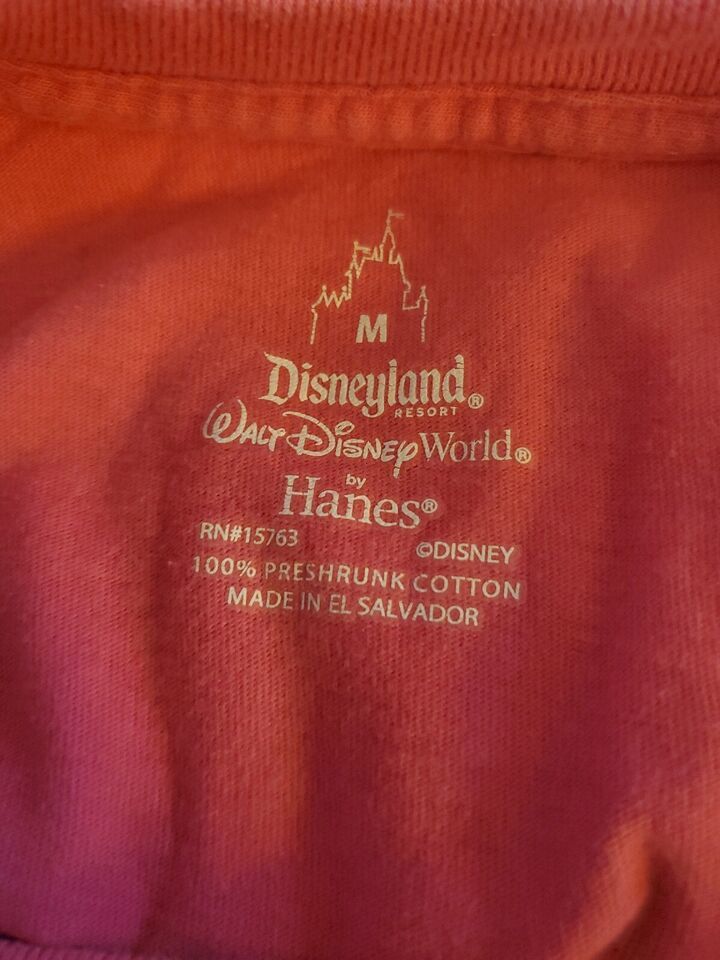 M
Disneyland®
RESORT
WALT DISNEY World®
by
Hanes®
RN#15763
©DISNEY
100% PRESHRUNK COTTON
MADE IN EL SALVADOR